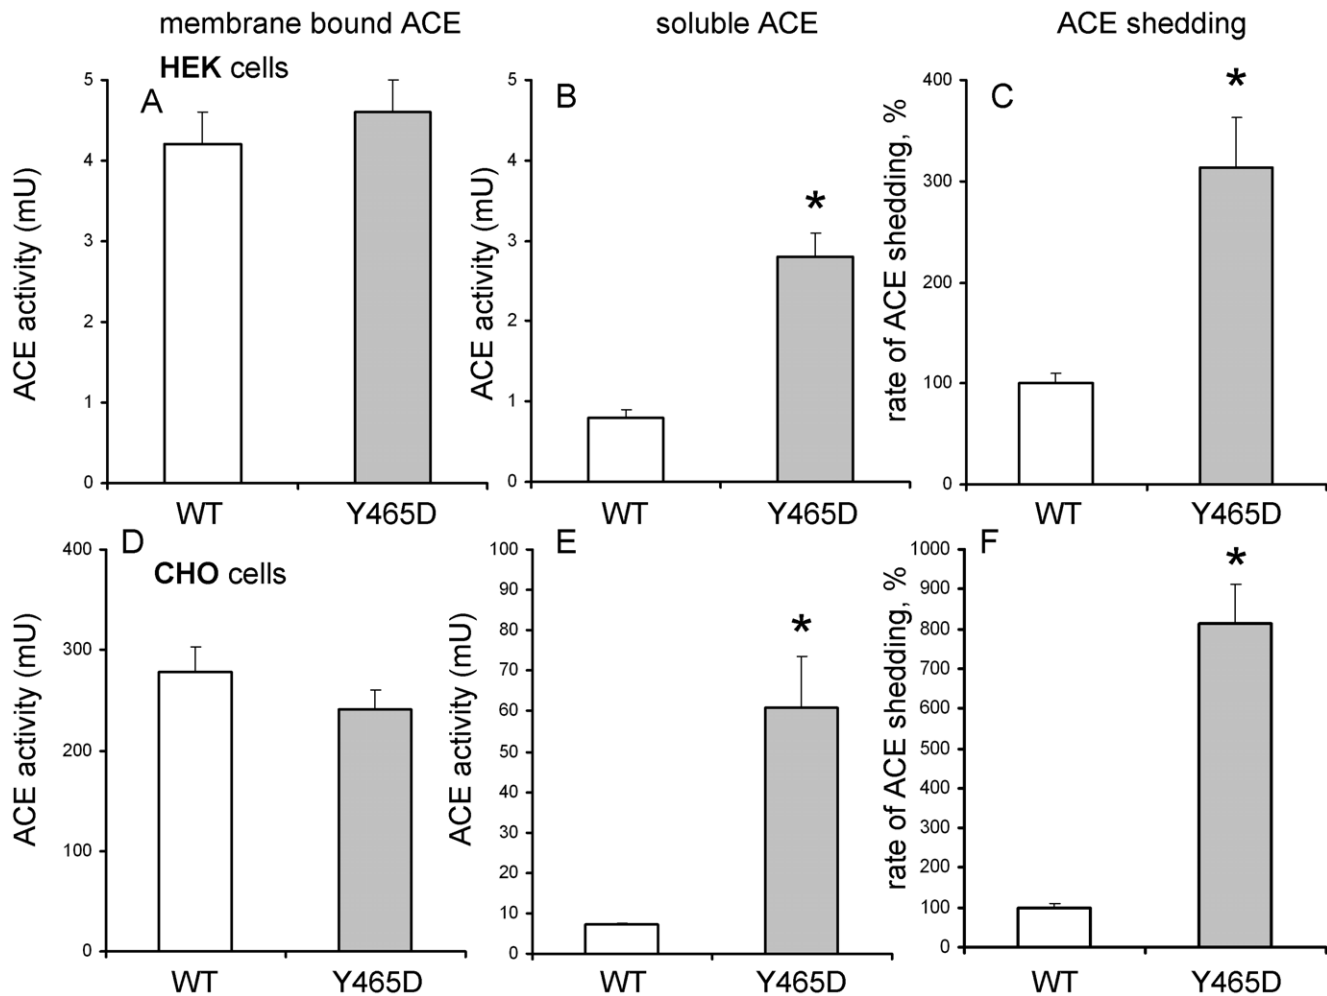 membrane bound ACE
soluble ACE
ACE shedding
HEK cells
A
ACE activity (mU)
5
4
3
2
1
0
WT
Y465D
B
ACE activity (mU)
5
4
3
2
1
0
*
WT
Y465D
C
rate of ACE shedding, %
400
300
200
100
0
*
WT
Y465D
D
CHO cells
ACE activity (mU)
400
300
200
100
0
WT
Y465D
E
ACE activity (mU)
100
90
80
70
60
50
40
30
20
10
0
*
WT
Y465D
F
rate of ACE shedding, %
1000
900
800
700
600
500
400
300
200
100
0
*
WT
Y465D